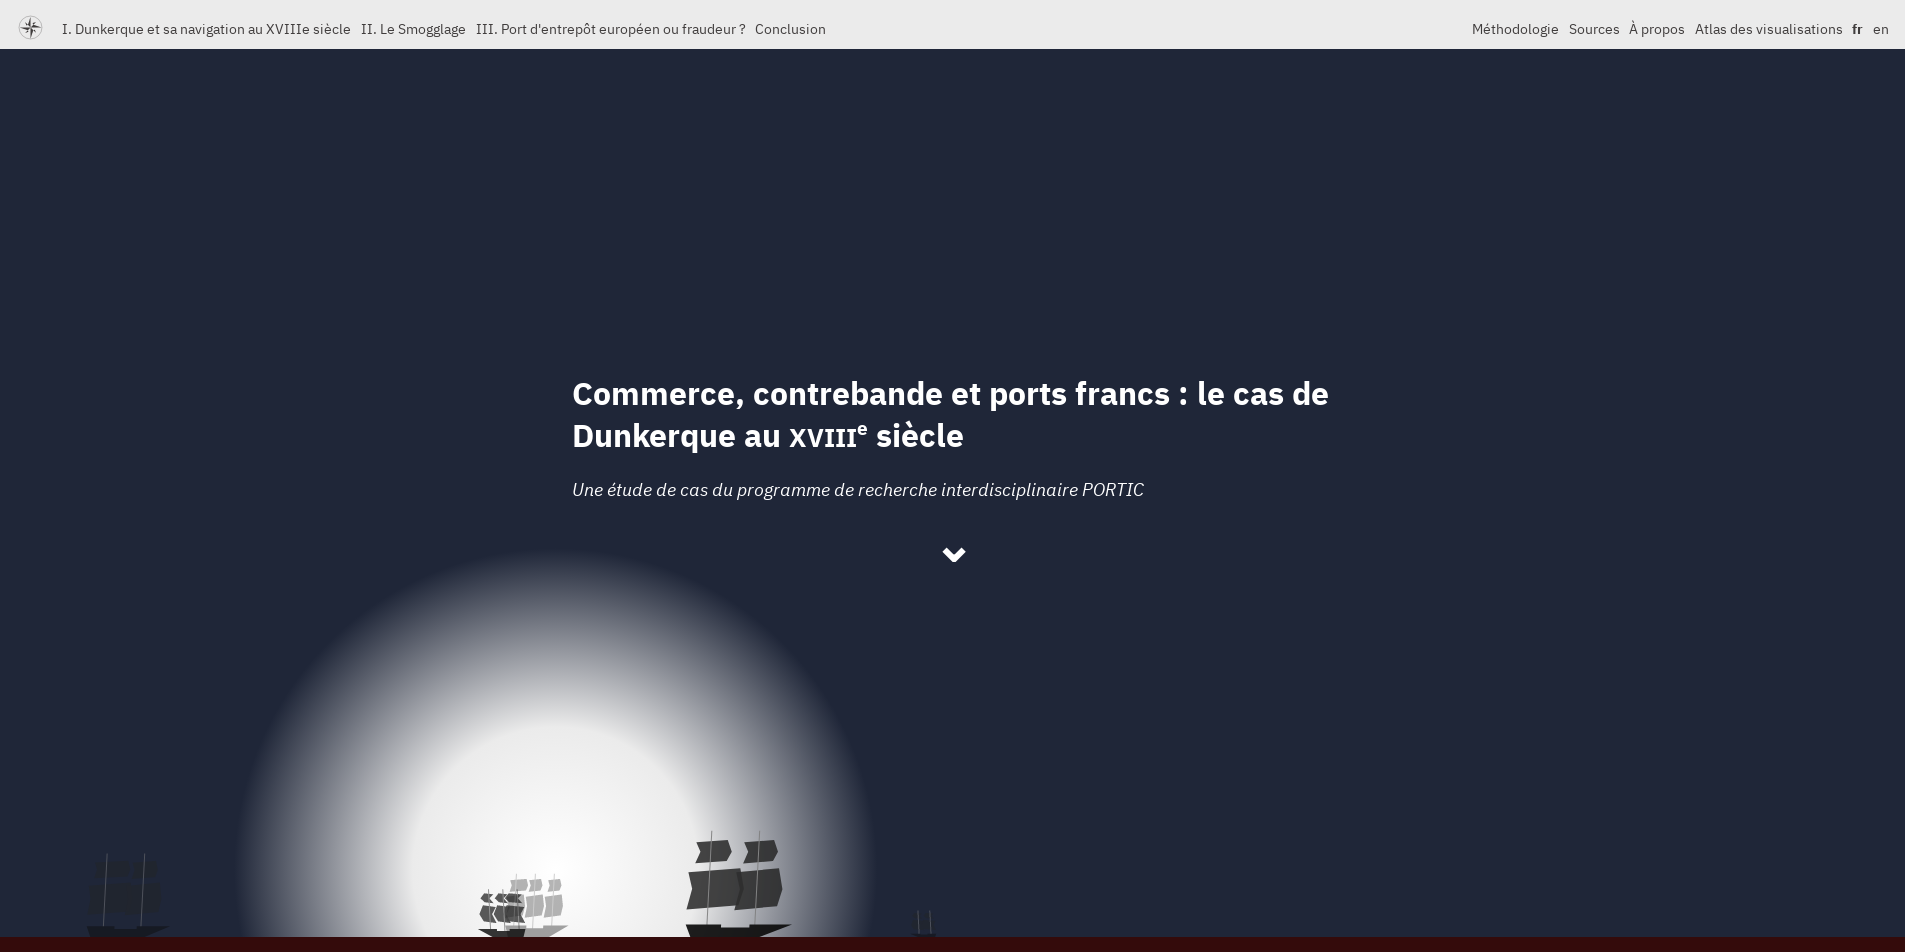 I. Dunkerque et sa navigation au XVIIIe siècle II. Le Smogglage III. Port d'entrepôt européen ou fraudeur ? Conclusion Méthodologie Sources À propos Atlas des visualisations fr en
Commerce, contrebande et ports francs : le cas de
Dunkerque au XVIIIe siècle
Une étude de cas du programme de recherche interdisciplinaire PORTIC